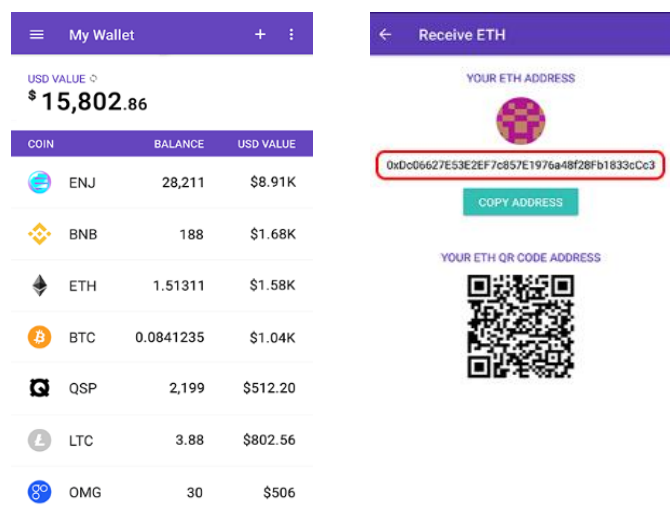 My Wallet
USD VALUE
$15,802.86
COIN BALANCE USD VALUE
ENJ 28,211 $8.91K
BNB 188 $1.68K
ETH 1.51311 $1.58K
BTC 0.0841235 $1.04K
QSP 2,199 $512.20
LTC 3.88 $802.56
OMG 30 $506
Receive ETH
YOUR ETH ADDRESS
0xDc06627E53E2EF7c857E1976a48f28Fb1833cCc3
COPY ADDRESS
YOUR ETH QR CODE ADDRESS